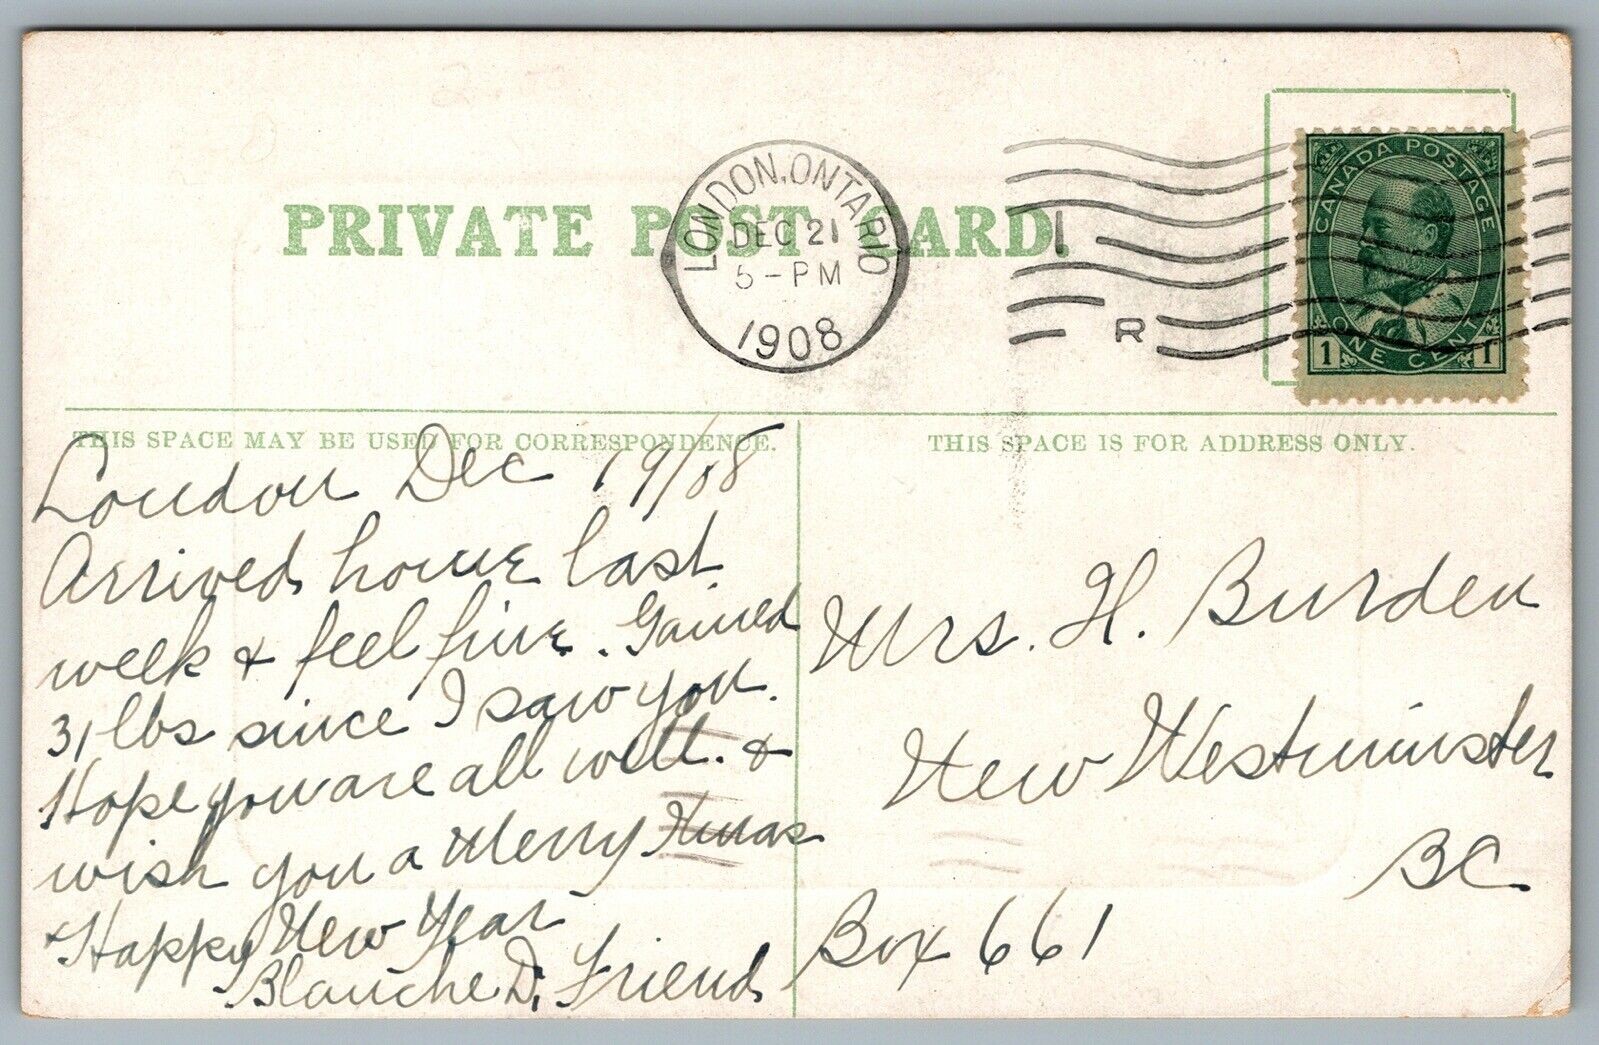 PRIVATE POST CARD.
LONDON, ONTARIO
DEC 21
5-PM
1908
1
R
CANADA POSTAGE
ONE CENT
1 1
THIS SPACE MAY BE USED FOR CORRESPONDENCE.
THIS SPACE IS FOR ADDRESS ONLY.
London Dec 19/08
Arrived home last
week & feel fine. Gained
31 lbs since I saw you.
Hope you are all well. &
wish you a Merry Xmas
& Happy New Year
Blanche D. Friend
Mrs. H. Burden
New Westminster
BC.
Box 661